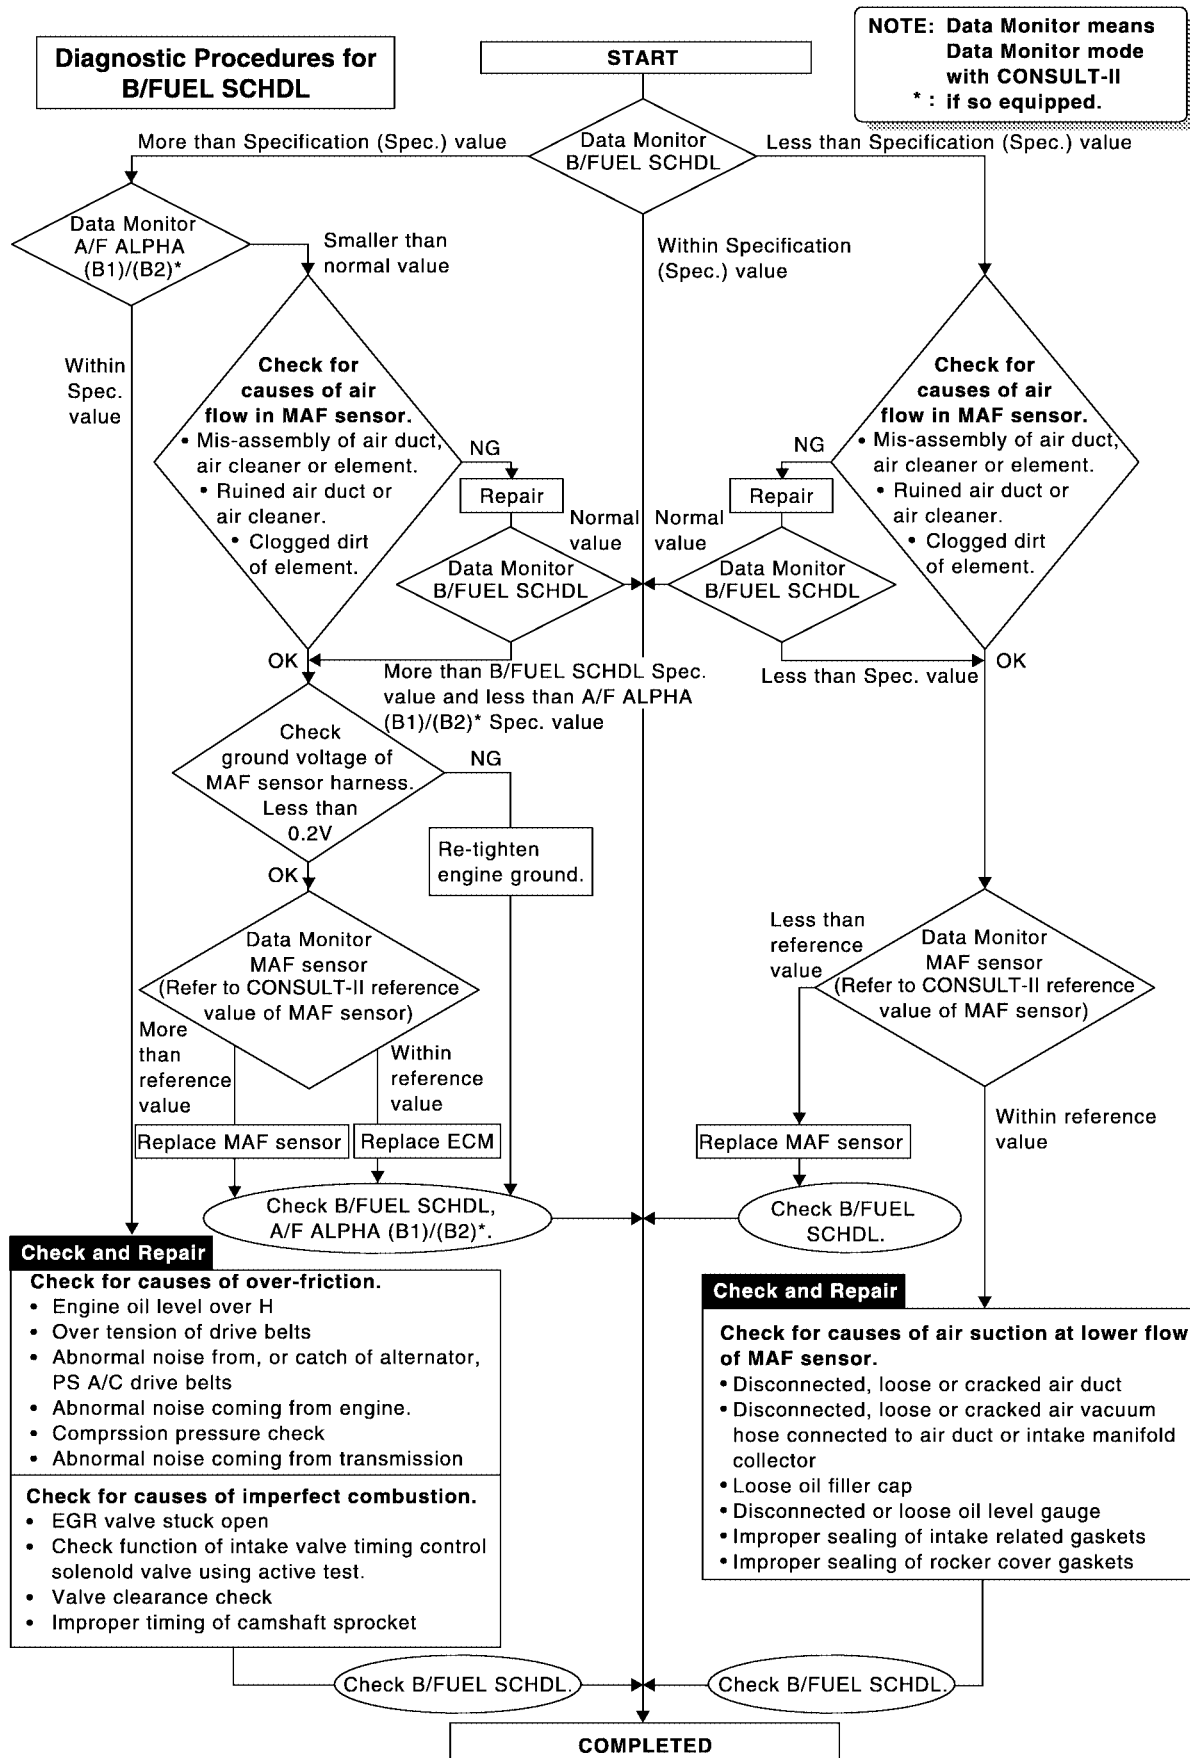 Diagnostic Procedures for
B/FUEL SCHDL
START
NOTE: Data Monitor means
Data Monitor mode
with CONSULT-II
* : if so equipped.
More than Specification (Spec.) value
Data Monitor
B/FUEL SCHDL
Less than Specification (Spec.) value
Data Monitor
A/F ALPHA
(B1)/(B2)*
Smaller than
normal value
Within Specification
(Spec.) value
Within
Spec.
value
Check for
causes of air
flow in MAF sensor.
• Mis-assembly of air duct,
air cleaner or element.
• Ruined air duct or
air cleaner.
• Clogged dirt
of element.
NG
Repair
Normal
value
Data Monitor
B/FUEL SCHDL
Normal
value
NG
Repair
Data Monitor
B/FUEL SCHDL
Check for
causes of air
flow in MAF sensor.
• Mis-assembly of air duct,
air cleaner or element.
• Ruined air duct or
air cleaner.
• Clogged dirt
of element.
OK
More than B/FUEL SCHDL Spec.
value and less than A/F ALPHA
(B1)/(B2)* Spec. value
Less than Spec. value
OK
Check
ground voltage of
MAF sensor harness.
Less than
0.2V
NG
Re-tighten
engine ground.
OK
Data Monitor
MAF sensor
(Refer to CONSULT-II reference
value of MAF sensor)
Less than
reference
value
Data Monitor
MAF sensor
(Refer to CONSULT-II reference
value of MAF sensor)
More
than
reference
value
Within
reference
value
Within reference
value
Replace MAF sensor
Replace ECM
Replace MAF sensor
Check B/FUEL SCHDL,
A/F ALPHA (B1)/(B2)*.
Check B/FUEL
SCHDL.
Check and Repair
Check for causes of over-friction.
• Engine oil level over H
• Over tension of drive belts
• Abnormal noise from, or catch of alternator,
PS A/C drive belts
• Abnormal noise coming from engine.
• Comprssion pressure check
• Abnormal noise coming from transmission
Check for causes of imperfect combustion.
• EGR valve stuck open
• Check function of intake valve timing control
solenold valve using active test.
• Valve clearance check
• Improper timing of camshaft sprocket
Check and Repair
Check for causes of air suction at lower flow
of MAF sensor.
• Disconnected, loose or cracked air duct
• Disconnected, loose or cracked air vacuum
hose connected to air duct or intake manifold
collector
• Loose oil filler cap
• Disconnected or loose oil level gauge
• Improper sealing of intake related gaskets
• Improper sealing of rocker cover gaskets
Check B/FUEL SCHDL.
Check B/FUEL SCHDL.
COMPLETED